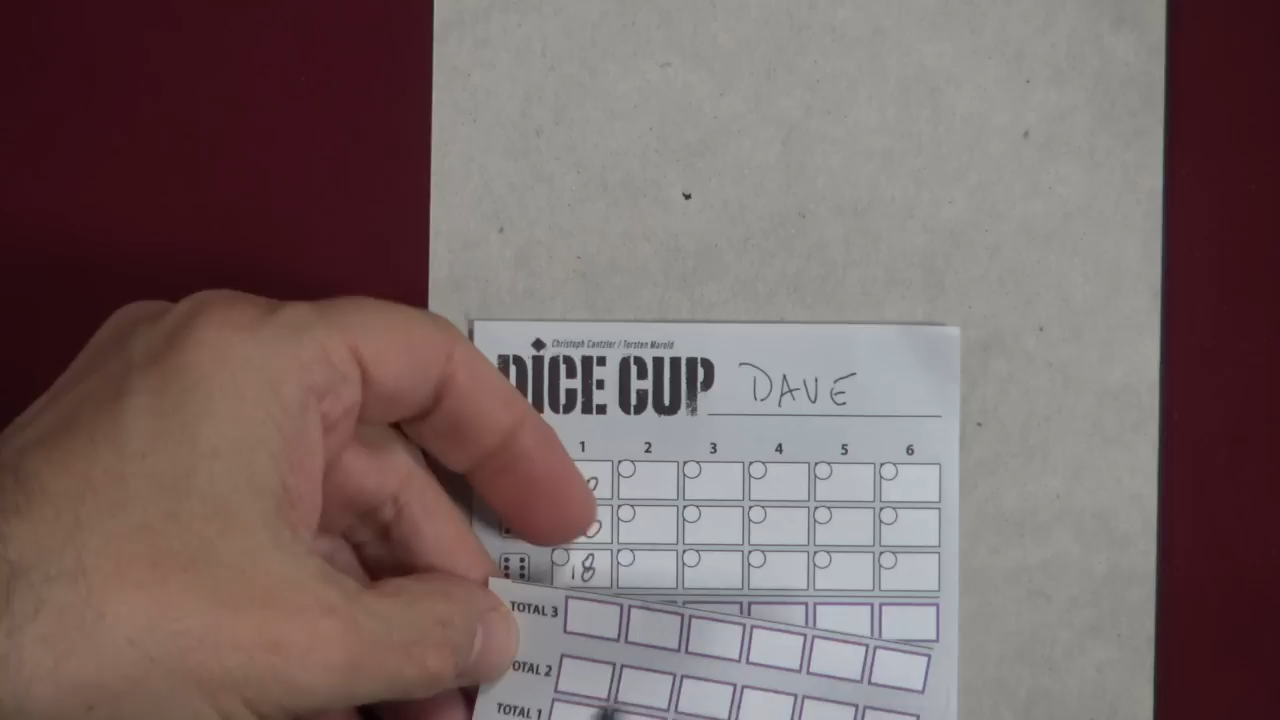 Christoph Cantzler / Torsten Marold
DICE CUP DAVE
1 2 3 4 5 6
18
TOTAL 3
TOTAL 2
TOTAL 1